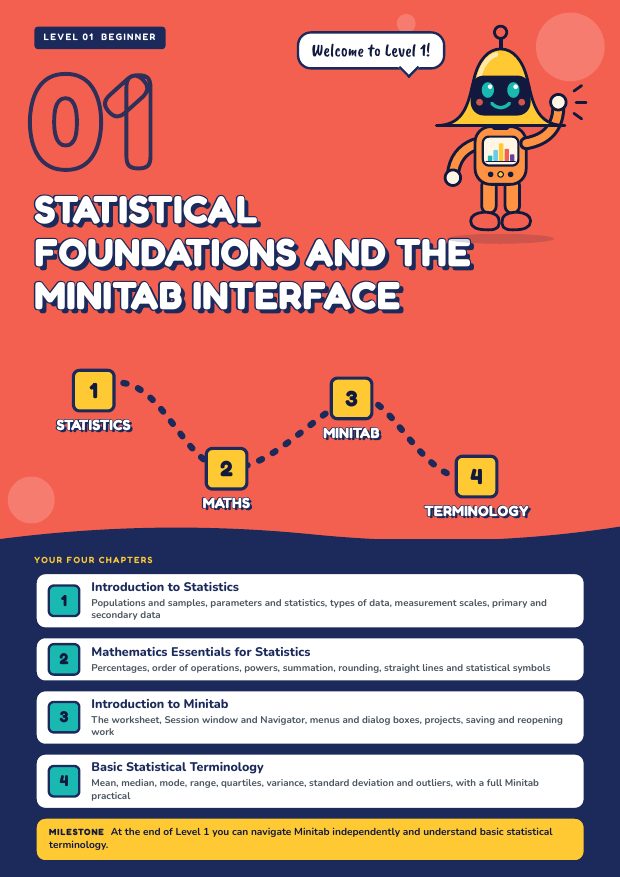 LEVEL 01 BEGINNER
Welcome to Level 1!
01
STATISTICAL
FOUNDATIONS AND THE
MINITAB INTERFACE
1
STATISTICS
2
MATHS
3
MINITAB
4
TERMINOLOGY
YOUR FOUR CHAPTERS
1
Introduction to Statistics
Populations and samples, parameters and statistics, types of data, measurement scales, primary and
secondary data
2
Mathematics Essentials for Statistics
Percentages, order of operations, powers, summation, rounding, straight lines and statistical symbols
3
Introduction to Minitab
The worksheet, Session window and Navigator, menus and dialog boxes, projects, saving and reopening
work
4
Basic Statistical Terminology
Mean, median, mode, range, quartiles, variance, standard deviation and outliers, with a full Minitab
practical
MILESTONE At the end of Level 1 you can navigate Minitab independently and understand basic statistical
terminology.